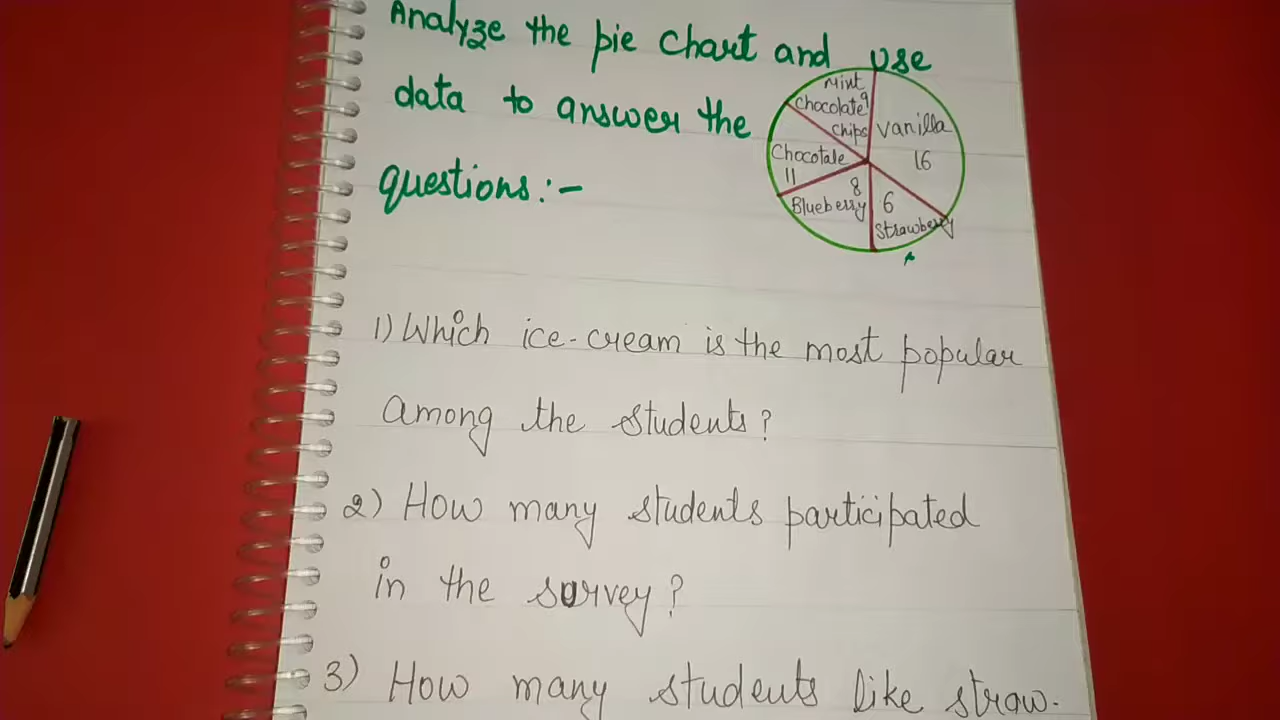 Analyze the pie chart and use
data to answer the
questions:-
Mint
chocolate 9
chips
vanilla
16
Chocotale
11
8
Blueberry
6
Strawberry
1) Which ice-cream is the most popular
among the students?
2) How many students participated
in the survey?
3) How many students like straw-